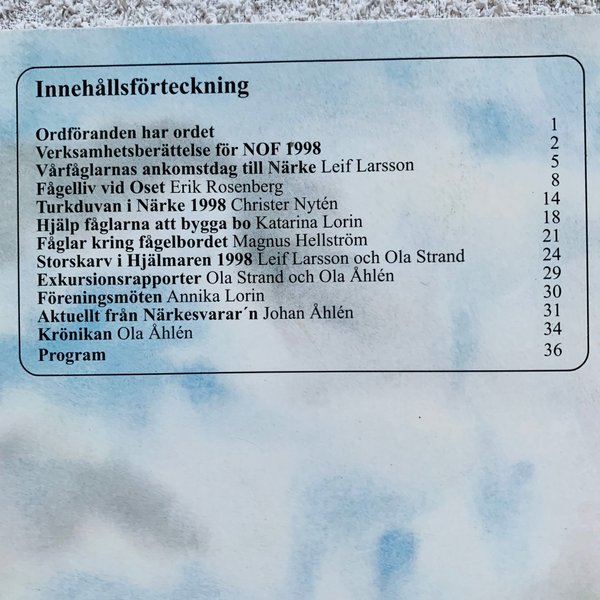 Innehållsförteckning
Ordföranden har ordet 1
Verksamhetsberättelse för NOF 1998 2
Vårfåglarnas ankomstdag till Närke Leif Larsson 5
Fågelliv vid Oset Erik Rosenberg 8
Turkduvan i Närke 1998 Christer Nytén 14
Hjälp fåglarna att bygga bo Katarina Lorin 18
Fåglar kring fågelbordet Magnus Hellström 21
Storskarv i Hjälmaren 1998 Leif Larsson och Ola Strand 24
Exkursionsrapporter Ola Strand och Ola Åhlén 29
Föreningsmöten Annika Lorin 30
Aktuellt från Närkesvarar´n Johan Åhlén 31
Krönikan Ola Åhlén 34
Program 36